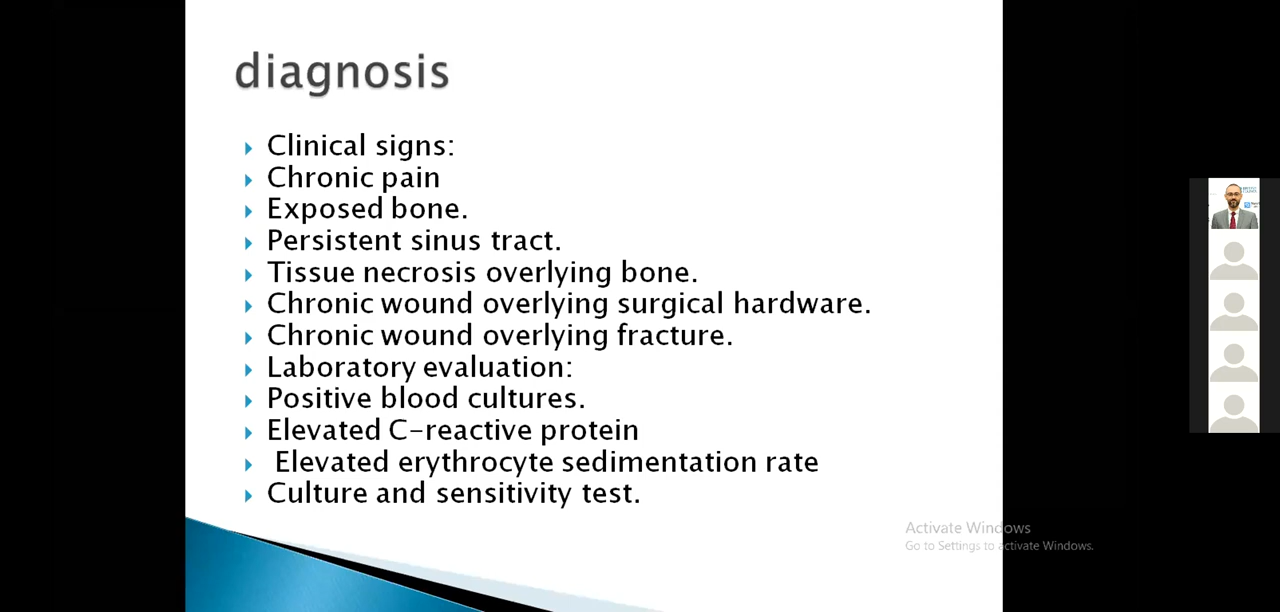 diagnosis
Clinical signs:
Chronic pain
Exposed bone.
Persistent sinus tract.
Tissue necrosis overlying bone.
Chronic wound overlying surgical hardware.
Chronic wound overlying fracture.
Laboratory evaluation:
Positive blood cultures.
Elevated C-reactive protein
Elevated erythrocyte sedimentation rate
Culture and sensitivity test.
Activate Windows
Go to Settings to activate Windows.